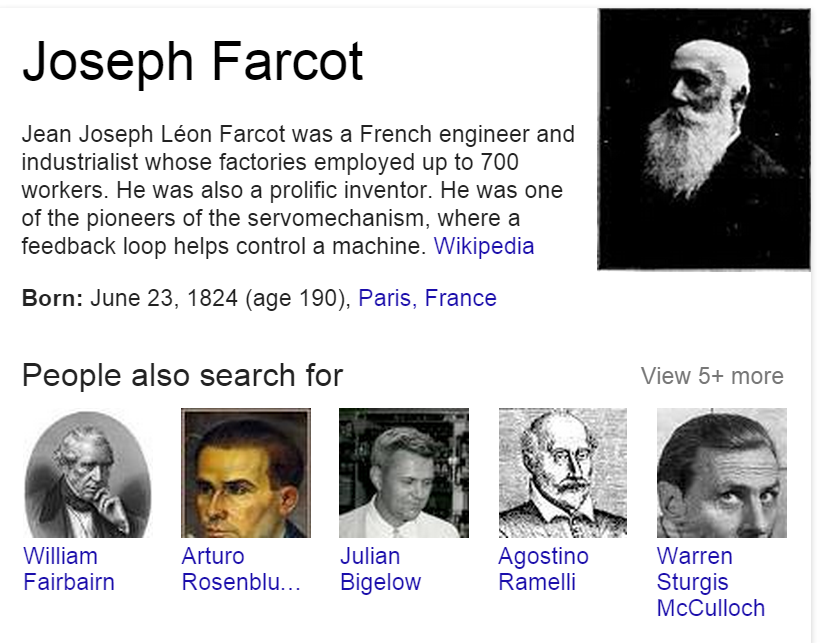 Joseph Farcot
Jean Joseph Léon Farcot was a French engineer and
industrialist whose factories employed up to 700
workers. He was also a prolific inventor. He was one
of the pioneers of the servomechanism, where a
feedback loop helps control a machine. Wikipedia
Born: June 23, 1824 (age 190), Paris, France
People also search for
View 5+ more
William
Fairbairn
Arturo
Rosenblu...
Julian
Bigelow
Agostino
Ramelli
Warren
Sturgis
McCulloch